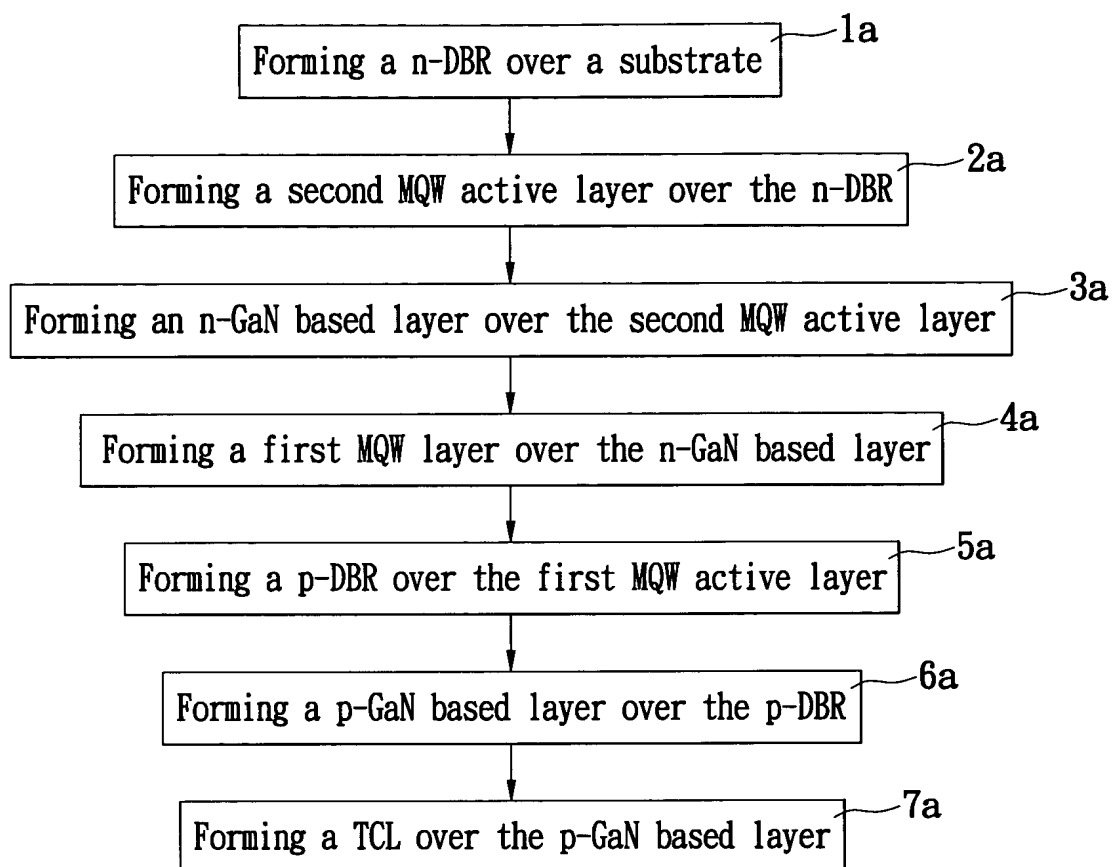 Forming a n-DBR over a substrate
1a
Forming a second MQW active layer over the n-DBR
2a
Forming an n-GaN based layer over the second MQW active layer
3a
Forming a first MQW layer over the n-GaN based layer
4a
Forming a p-DBR over the first MQW active layer
5a
Forming a p-GaN based layer over the p-DBR
6a
Forming a TCL over the p-GaN based layer
7a